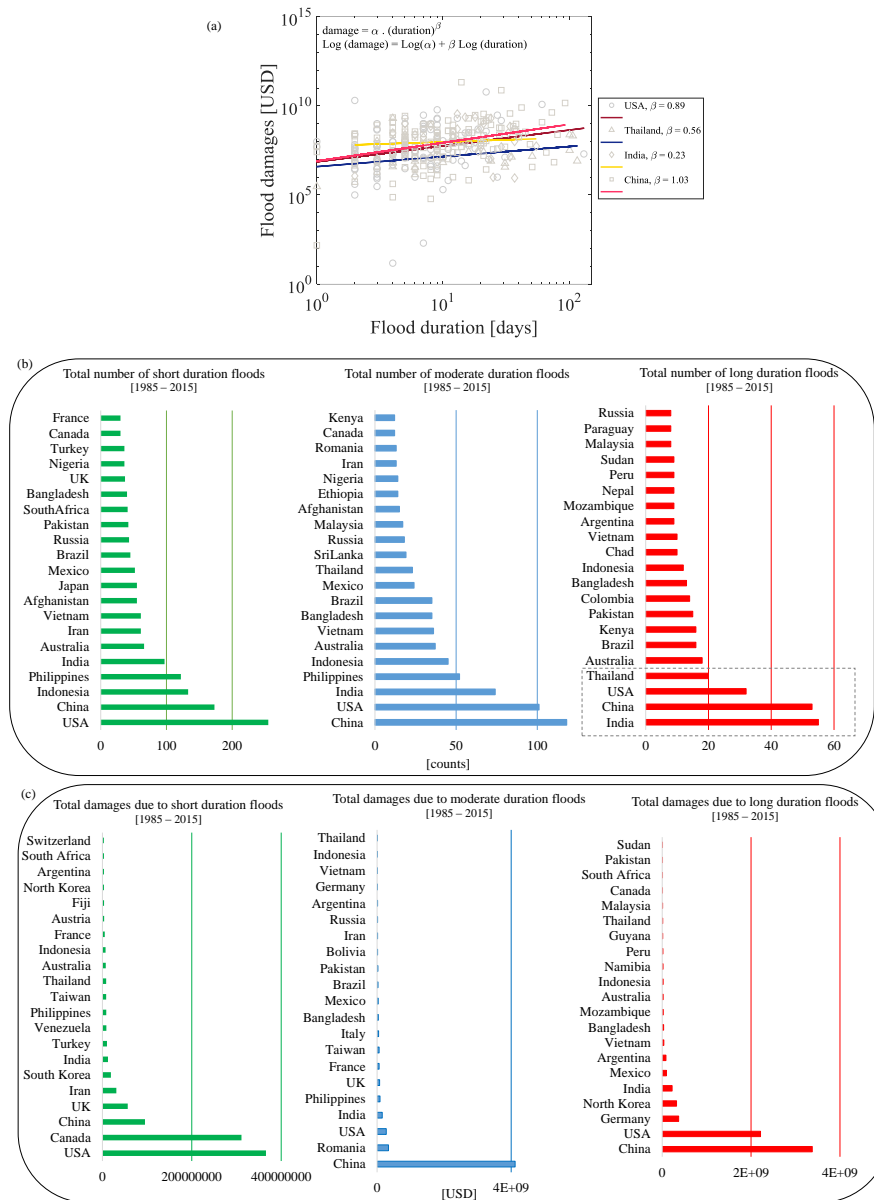 (a)
damage = α . (duration)^β
Log (damage) = Log(α) + β Log (duration)
Flood damages [USD]
10^15
10^10
10^5
10^0
10^0
10^1
10^2
Flood duration [days]
USA, β = 0.89
Thailand, β = 0.56
India, β = 0.23
China, β = 1.03
(b)
Total number of short duration floods
[1985 – 2015]
France
Canada
Turkey
Nigeria
UK
Bangladesh
SouthAfrica
Pakistan
Russia
Brazil
Mexico
Japan
Afghanistan
Vietnam
Iran
Australia
India
Philippines
Indonesia
China
USA
0
100
200
Total number of moderate duration floods
[1985 – 2015]
Kenya
Canada
Romania
Iran
Nigeria
Ethiopia
Afghanistan
Malaysia
Russia
SriLanka
Thailand
Mexico
Brazil
Bangladesh
Vietnam
Australia
Indonesia
Philippines
India
USA
China
0
50
100
[counts]
Total number of long duration floods
[1985 – 2015]
Russia
Paraguay
Malaysia
Sudan
Peru
Nepal
Mozambique
Argentina
Vietnam
Chad
Indonesia
Bangladesh
Colombia
Pakistan
Kenya
Brazil
Australia
Thailand
USA
China
India
0
20
40
60
(c)
Total damages due to short duration floods
[1985 – 2015]
Switzerland
South Africa
Argentina
North Korea
Fiji
Austria
France
Indonesia
Australia
Thailand
Taiwan
Philippines
Venezuela
Turkey
India
South Korea
Iran
UK
China
Canada
USA
0
200000000
400000000
Total damages due to moderate duration floods
[1985 – 2015]
Thailand
Indonesia
Vietnam
Germany
Argentina
Russia
Iran
Bolivia
Pakistan
Brazil
Mexico
Bangladesh
Italy
Taiwan
France
UK
Philippines
India
USA
Romania
China
0
4E+09
[USD]
Total damages due to long duration floods
[1985 – 2015]
Sudan
Pakistan
South Africa
Canada
Malaysia
Thailand
Guyana
Peru
Namibia
Indonesia
Australia
Mozambique
Bangladesh
Vietnam
Argentina
Mexico
India
North Korea
Germany
USA
China
0
2E+09
4E+09